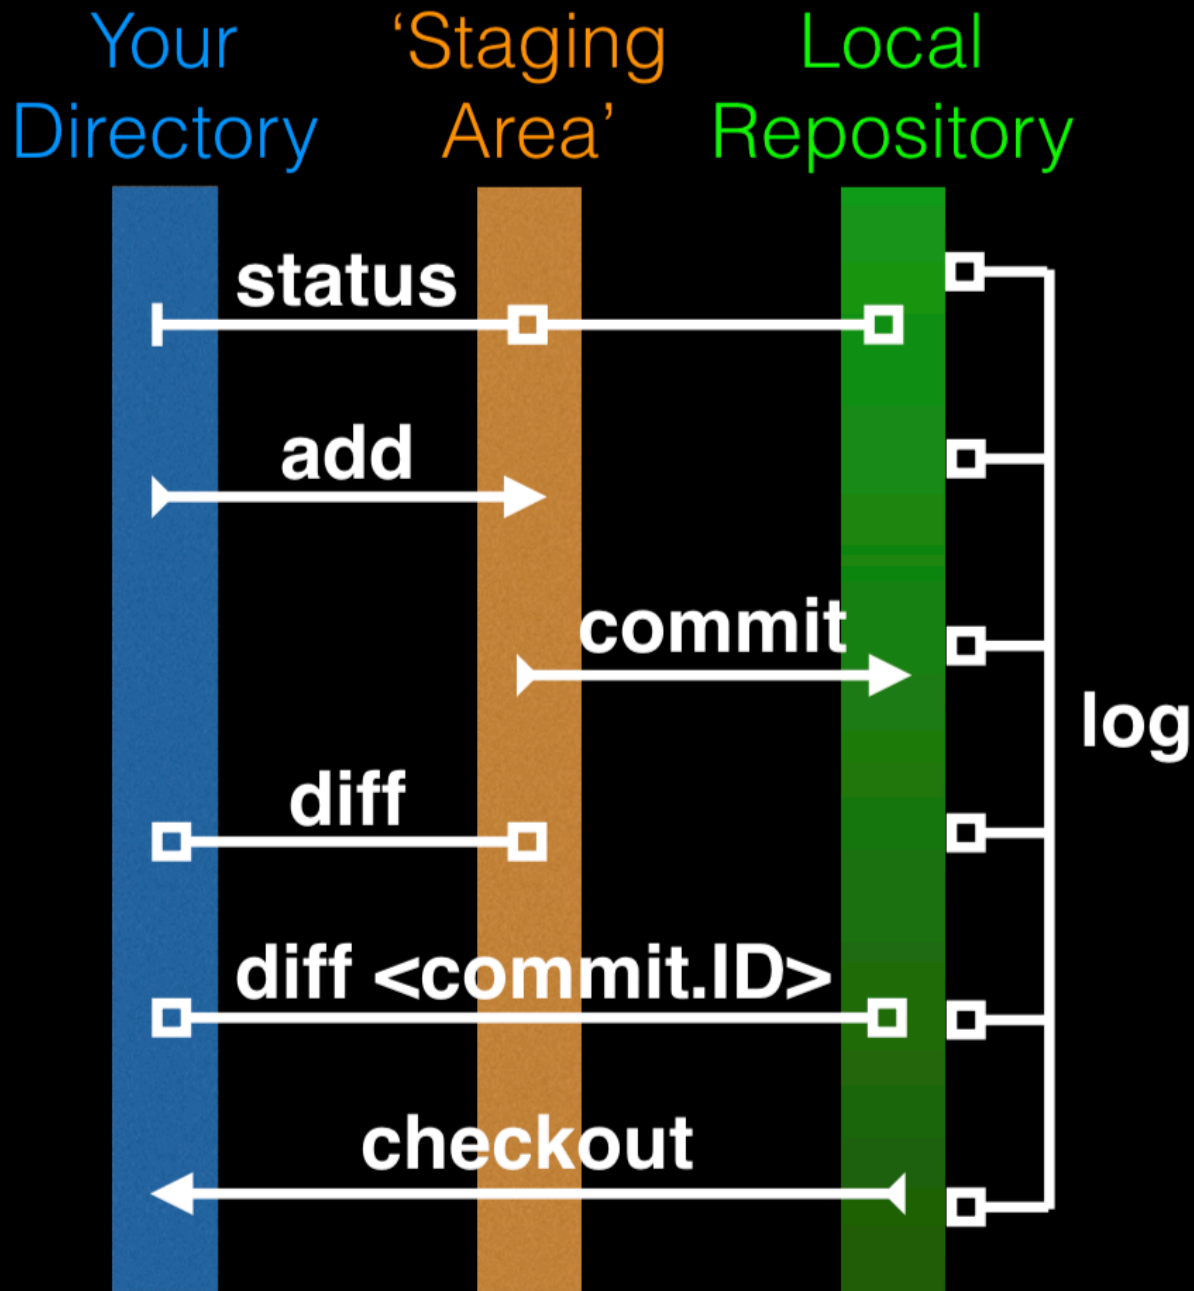 Your
Directory
‘Staging
Area’
Local
Repository
status
add
commit
log
diff
diff <commit.ID>
checkout